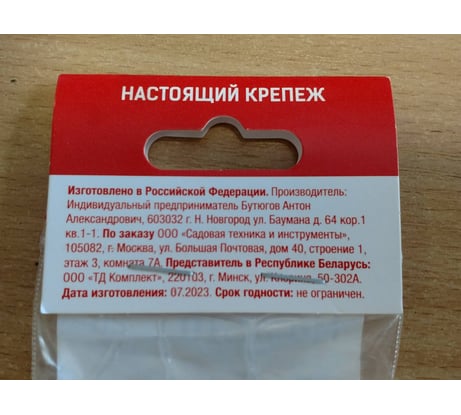 НАСТОЯЩИЙ КРЕПЕЖ
Изготовлено в Российской Федерации. Производитель:
Индивидуальный предприниматель Бутюгов Антон
Александрович, 603032 г. Н. Новгород ул. Баумана д. 64 кор.1
кв.1-1. По заказу ООО «Садовая техника и инструменты»,
105082, г. Москва, ул. Большая Почтовая, дом 40, строение 1,
этаж 3, комната 7А. Представитель в Республике Беларусь:
ООО «ТД Комплект», 220103, г. Минск, ул. Кнорина, 50-302А.
Дата изготовления: 07.2023. Срок годности: не ограничен.